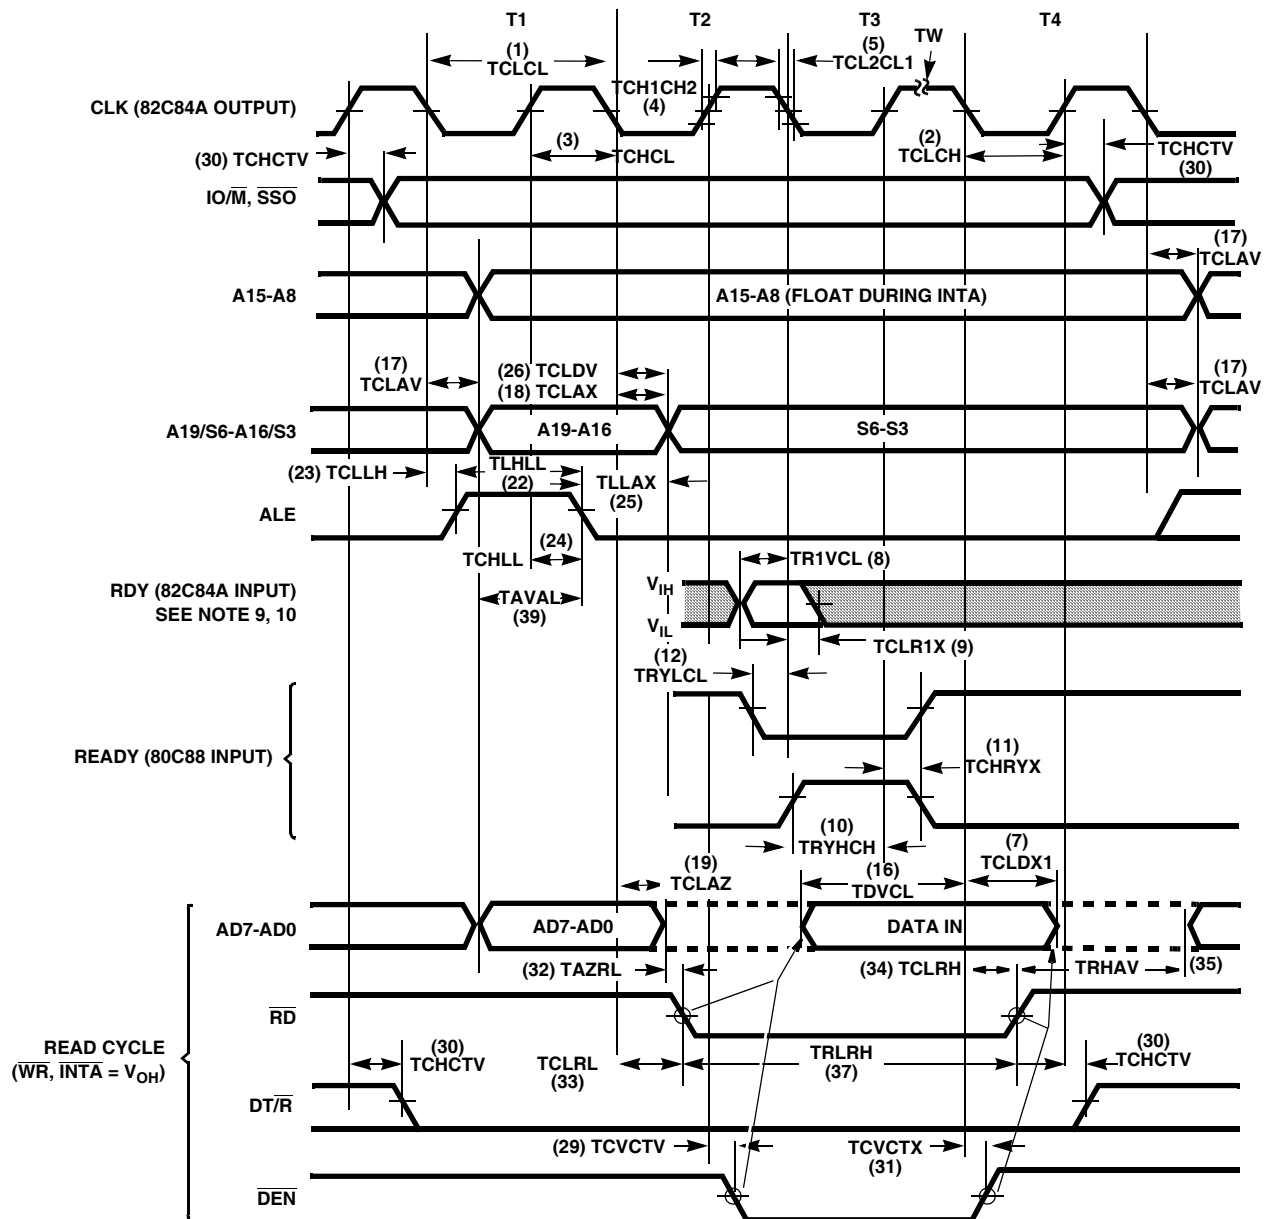 T1 T2 T3 T4
TW
(1)
TCLCL
TCH1CH2
(4)
(5)
TCL2CL1
CLK (82C84A OUTPUT)
(30) TCHCTV
(3)
TCHCL
(2)
TCLCH
TCHCTV
(30)
IO/M̅, S̅S̅O̅
(17)
TCLAV
A15-A8
A15-A8 (FLOAT DURING INTA)
(17)
TCLAV
(26) TCLDV
(18) TCLAX
(17)
TCLAV
A19/S6-A16/S3
A19-A16
S6-S3
(23) TCLLH
TLHLL
(22)
TLLAX
(25)
ALE
TCHLL
(24)
TR1VCL (8)
RDY (82C84A INPUT)
SEE NOTE 9, 10
VIH
VIL
TAVAL
(39)
TCLR1X (9)
(12)
TRYLCL
READY (80C88 INPUT)
(11)
TCHRYX
(10)
TRYHCH
(19)
TCLAZ
(16)
TDVCL
(7)
TCLDX1
AD7-AD0
AD7-AD0
DATA IN
(32) TAZRL
(34) TCLRH
TRHAV
(35)
R̅D̅
READ CYCLE
(W̅R̅, I̅N̅T̅A̅ = VOH)
(30)
TCHCTV
TCLRL
(33)
TRLRH
(37)
(30)
TCHCTV
DT/R̅
(29) TCVCTV
TCVCTX
(31)
D̅E̅N̅